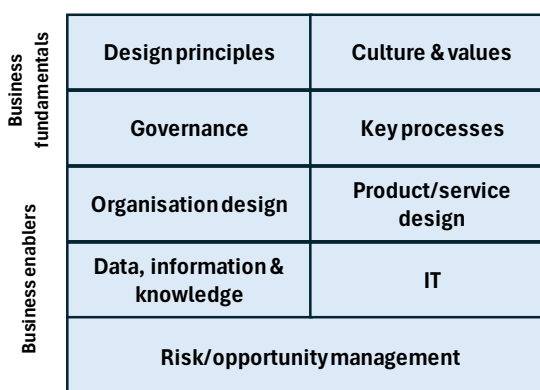 Business
fundamentals
Design principles
Culture & values
Governance
Key processes
Business enablers
Organisation design
Product/service
design
Data, information &
knowledge
IT
Risk/opportunity management